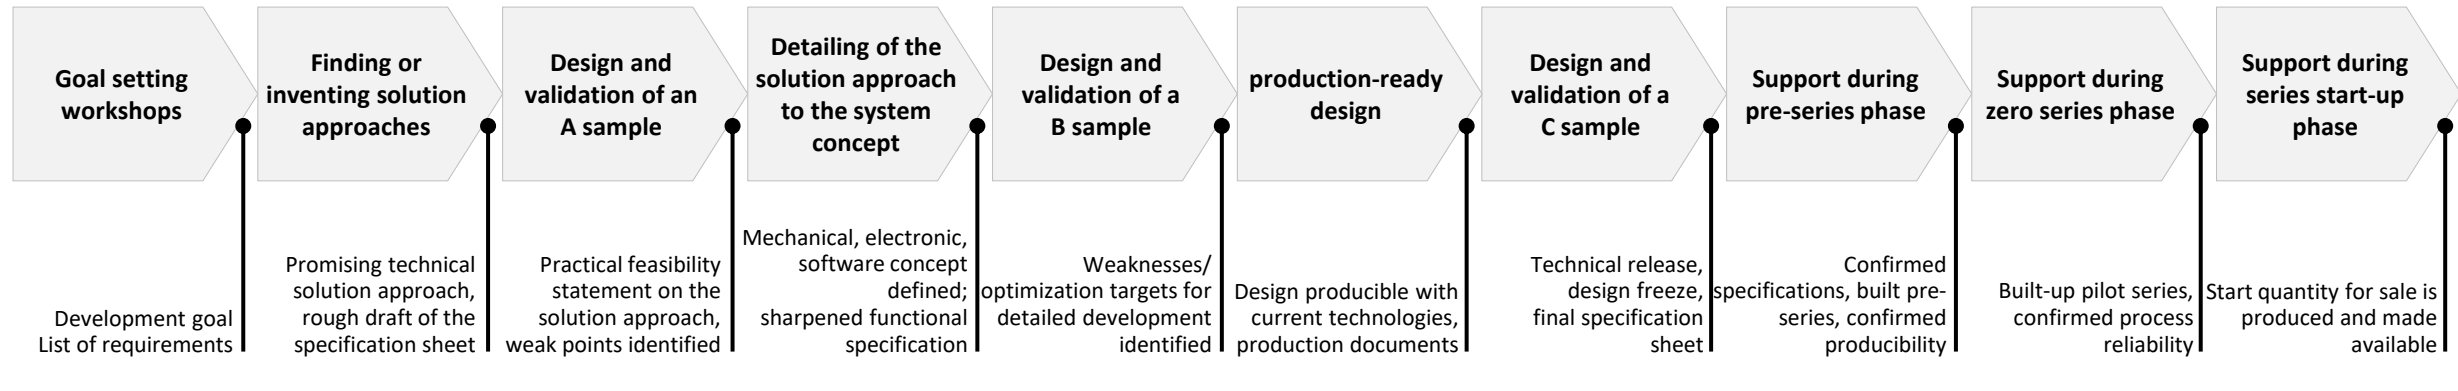 Goal setting
workshops
Finding or
inventing solution
approaches
Design and
validation of an
A sample
Detailing of the
solution approach
to the system
concept
Design and
validation of a
B sample
production-ready
design
Design and
validation of a
C sample
Support during
pre-series phase
Support during
zero series phase
Support during
series start-up
phase
Development goal
List of requirements
Promising technical
solution approach,
rough draft of the
specification sheet
Practical feasibility
statement on the
solution approach,
weak points identified
Mechanical, electronic,
software concept
defined;
sharpened functional
specification
Weaknesses/
optimization targets for
detailed development
identified
Design producible with
current technologies,
production documents
Technical release,
design freeze,
final specification
sheet
Confirmed
specifications, built pre-
series, confirmed
producibility
Built-up pilot series,
confirmed process
reliability
Start quantity for sale is
produced and made
available